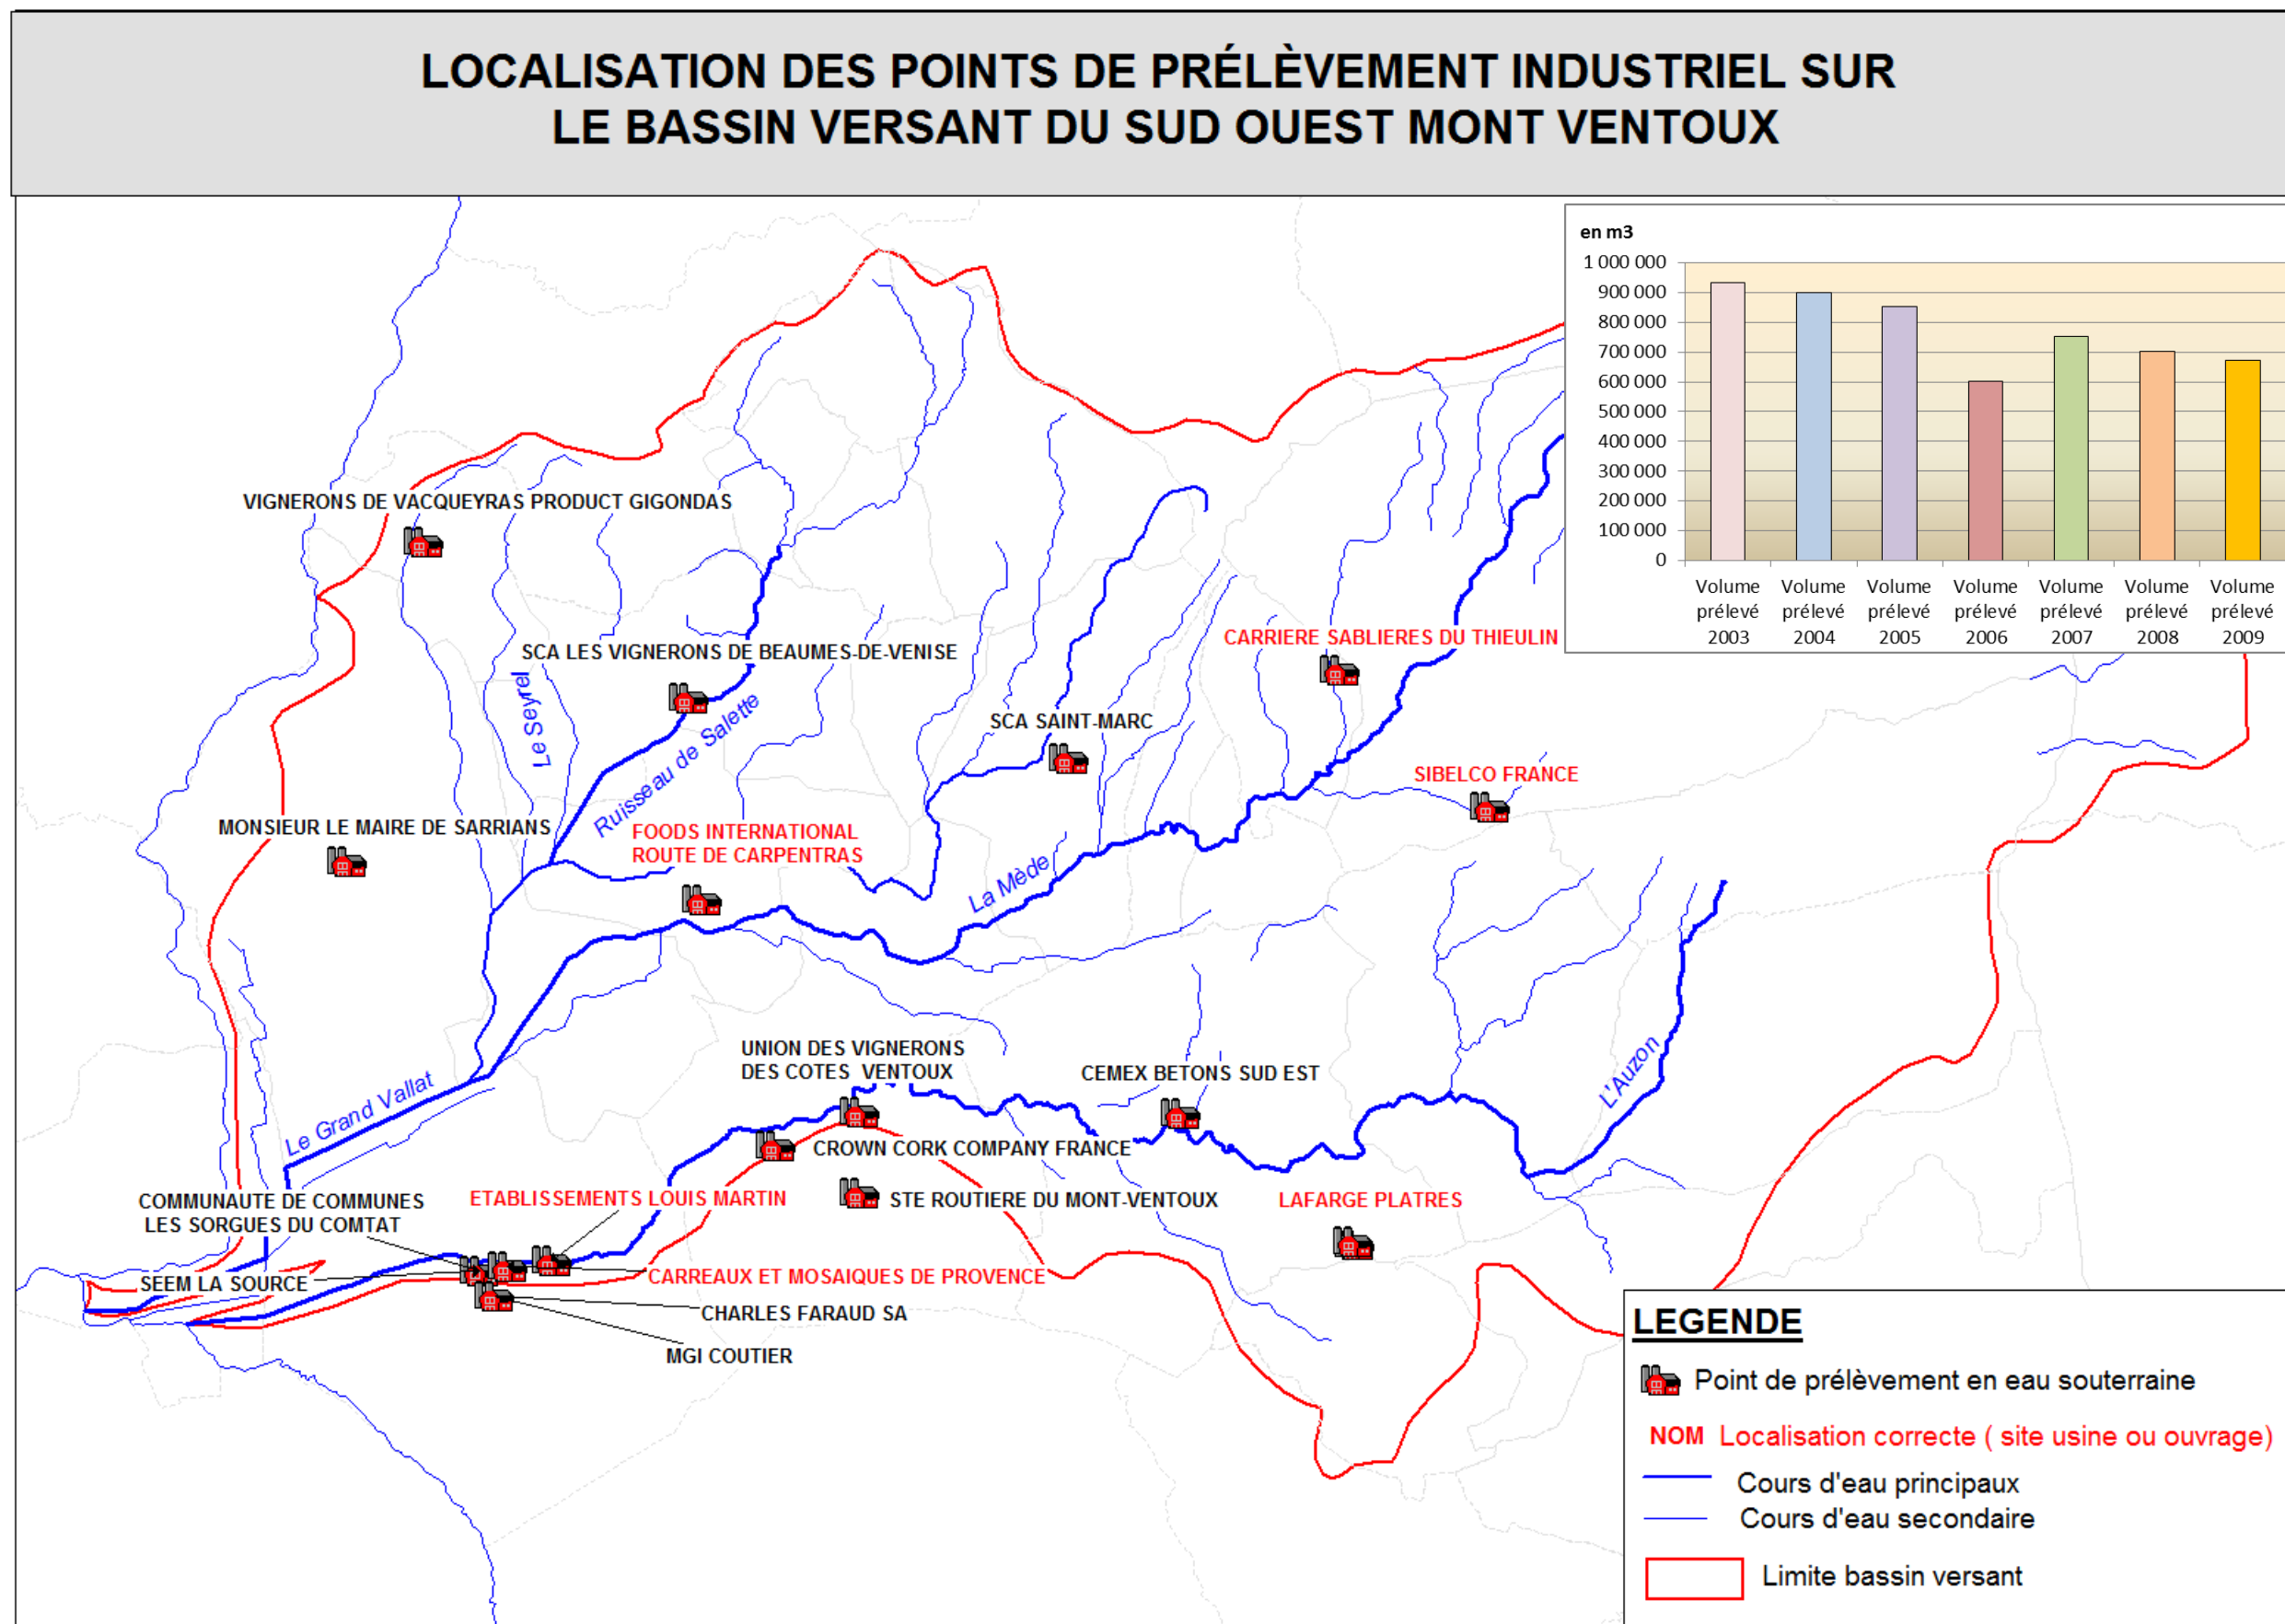 LOCALISATION DES POINTS DE PRÉLÈVEMENT INDUSTRIEL SUR
LE BASSIN VERSANT DU SUD OUEST MONT VENTOUX
en m3
1 000 000
900 000
800 000
700 000
600 000
500 000
400 000
300 000
200 000
100 000
0
Volume prélevé 2003
Volume prélevé 2004
Volume prélevé 2005
Volume prélevé 2006
Volume prélevé 2007
Volume prélevé 2008
Volume prélevé 2009
VIGNERONS DE VACQUEYRAS PRODUCT GIGONDAS
SCA LES VIGNERONS DE BEAUMES-DE-VENISE
CARRIERE SABLIERES DU THIEULIN
Le Seyrel
Ruisseau de Salette
SCA SAINT-MARC
SIBELCO FRANCE
MONSIEUR LE MAIRE DE SARRIANS
FOODS INTERNATIONAL
ROUTE DE CARPENTRAS
La Mède
UNION DES VIGNERONS
DES COTES VENTOUX
CEMEX BETONS SUD EST
L'Auzon
Le Grand Vallat
CROWN CORK COMPANY FRANCE
COMMUNAUTE DE COMMUNES
LES SORGUES DU COMTAT
ETABLISSEMENTS LOUIS MARTIN
STE ROUTIERE DU MONT-VENTOUX
LAFARGE PLATRES
SEEM LA SOURCE
CARREAUX ET MOSAIQUES DE PROVENCE
CHARLES FARAUD SA
MGI COUTIER
LEGENDE
Point de prélèvement en eau souterraine
NOM Localisation correcte ( site usine ou ouvrage)
Cours d'eau principaux
Cours d'eau secondaire
Limite bassin versant